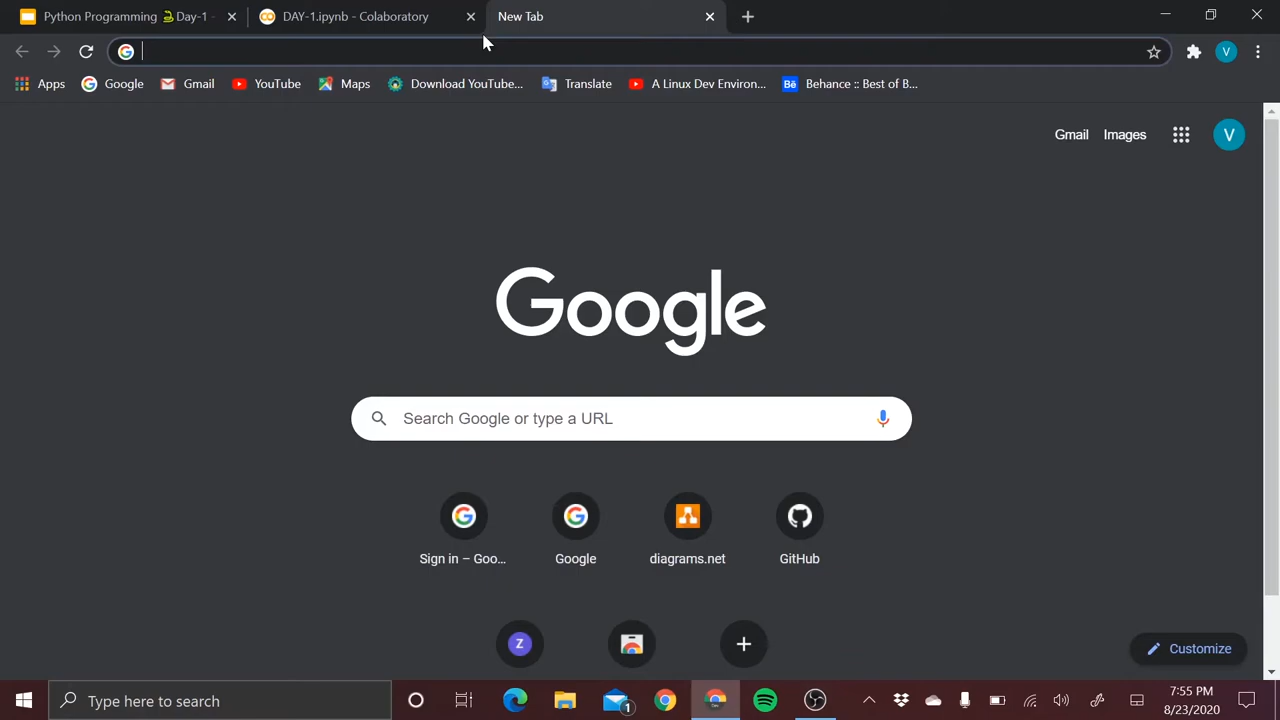 Python Programming 🐍Day-1 -
DAY-1.ipynb - Colaboratory
New Tab
V
Apps
Google
Gmail
YouTube
Maps
Download YouTube...
Translate
A Linux Dev Environ...
Bē Behance :: Best of B...
Gmail
Images
V
Google
Search Google or type a URL
Sign in – Goo...
Google
diagrams.net
GitHub
Z
Customize
Type here to search
1
7:55 PM
8/23/2020